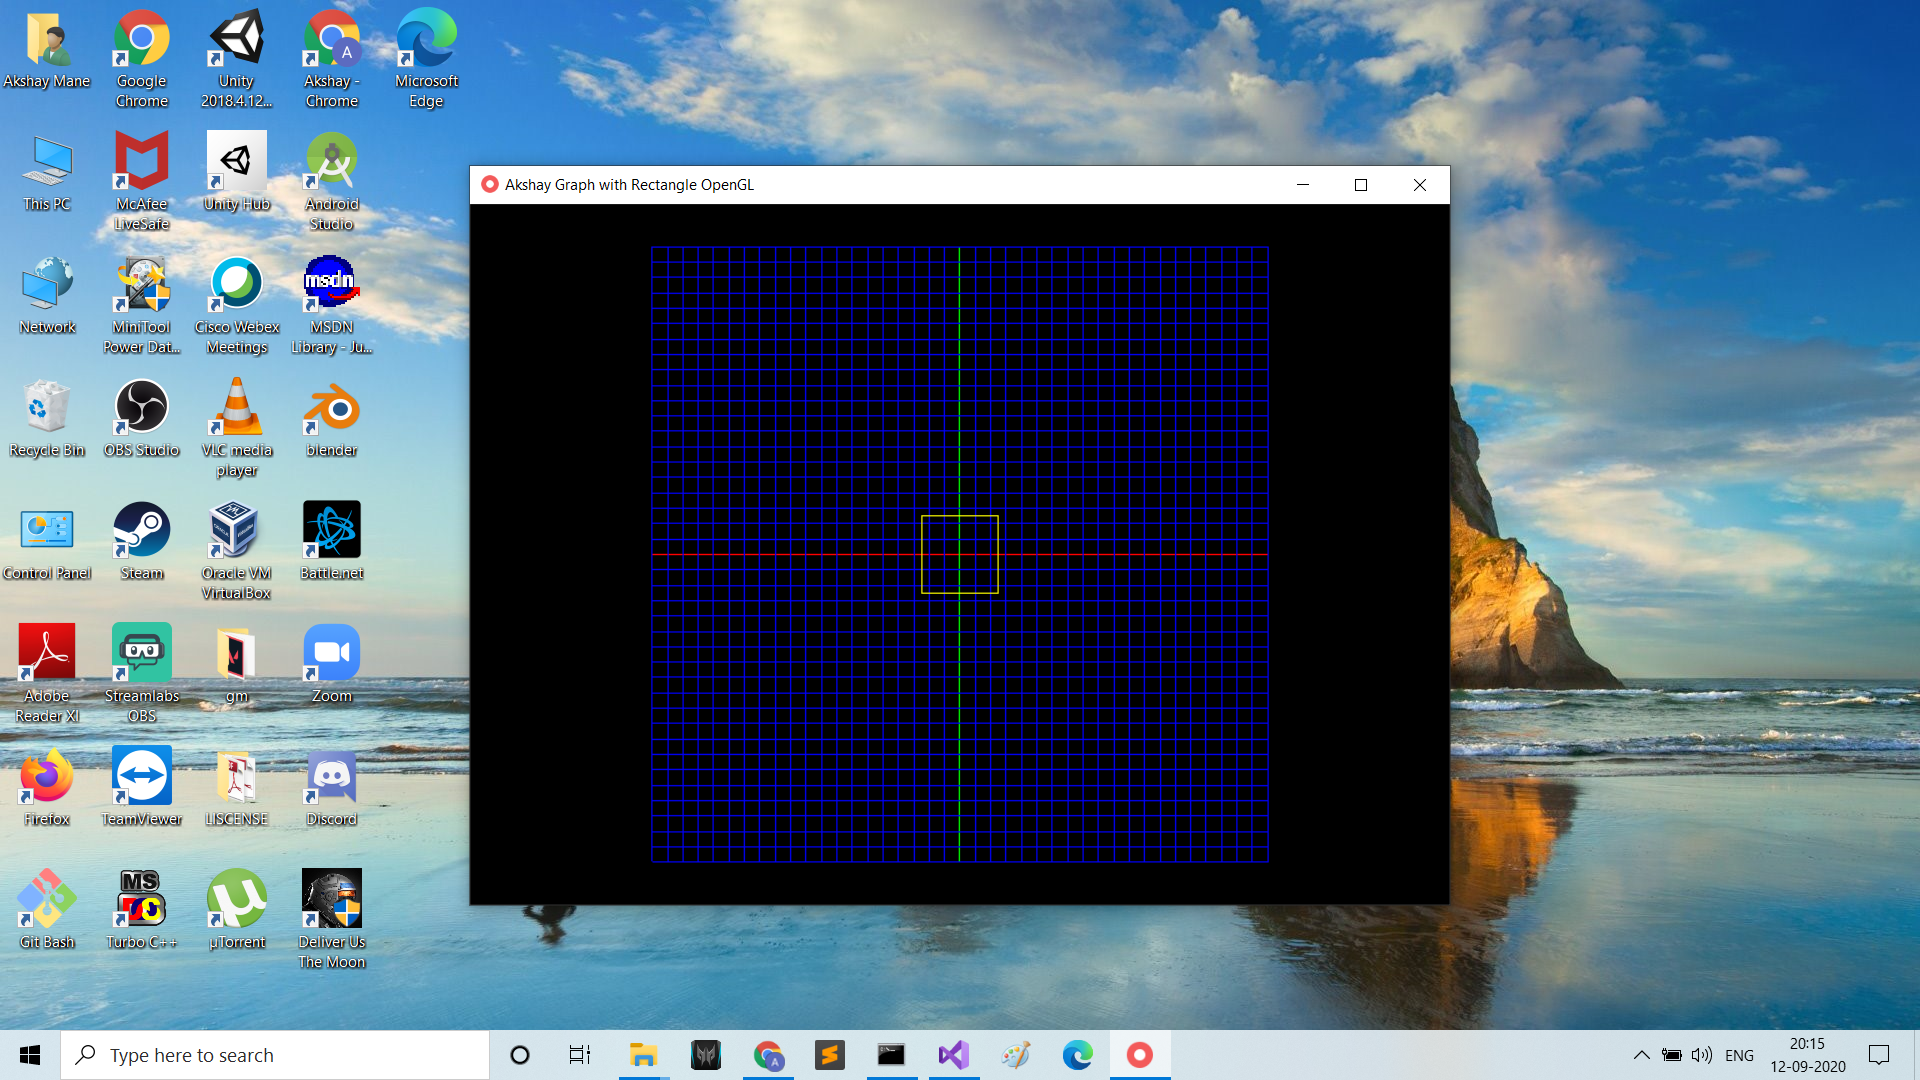 Akshay Mane
Google
Chrome
Unity
2018.4.12...
A
Akshay -
Chrome
Microsoft
Edge
This PC
McAfee
LiveSafe
Unity Hub
Android
Studio
Network
MiniTool
Power Dat...
Cisco Webex
Meetings
msdn
MSDN
Library - Ju...
Recycle Bin
OBS Studio
VLC media
player
blender
Control Panel
Steam
Oracle VM
VirtualBox
Battle.net
Adobe
Reader XI
Streamlabs
OBS
gm
Zoom
Firefox
TeamViewer
LISCENSE
Discord
Git Bash
MS
Turbo C++
µTorrent
Deliver Us
The Moon
Akshay Graph with Rectangle OpenGL
Type here to search
A
ENG
20:15
12-09-2020